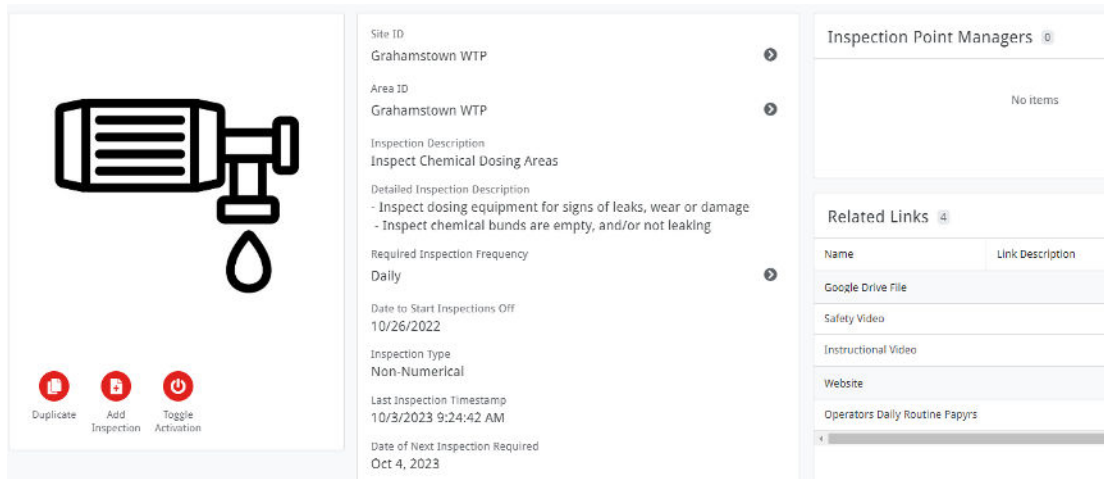 Duplicate
Add Inspection
Toggle Activation
Site ID
Grahamstown WTP
Area ID
Grahamstown WTP
Inspection Description
Inspect Chemical Dosing Areas
Detailed Inspection Description
- Inspect dosing equipment for signs of leaks, wear or damage
- Inspect chemical bunds are empty, and/or not leaking
Required Inspection Frequency
Daily
Date to Start Inspections Off
10/26/2022
Inspection Type
Non-Numerical
Last Inspection Timestamp
10/3/2023 9:24:42 AM
Date of Next Inspection Required
Oct 4, 2023
Inspection Point Managers 0
No items
Related Links 4
Name Link Description
Google Drive File
Safety Video
Instructional Video
Website
Operators Daily Routine Papyrs